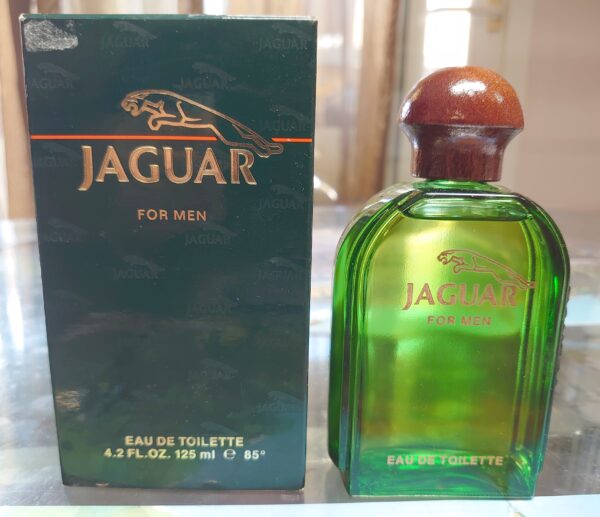 JAGUAR
FOR MEN
EAU DE TOILETTE
4.2 FL.OZ. 125 ml ℮ 85°
JAGUAR
FOR MEN
EAU DE TOILETTE